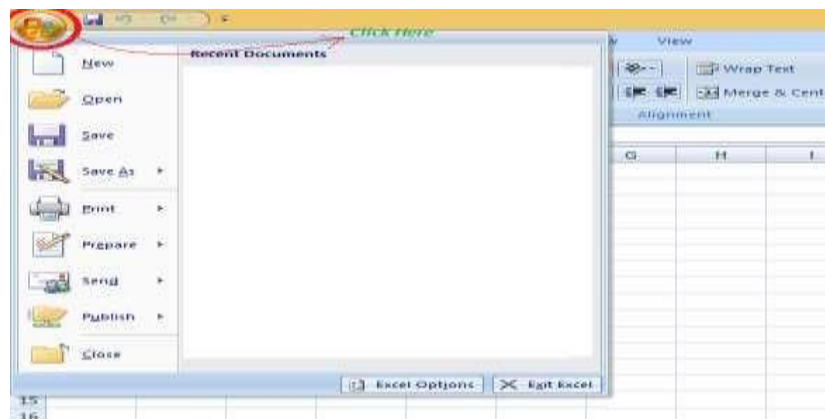 Click Here
View
Recent Documents
New
Open
Save
Save As
Print
Prepare
Send
Publish
Close
Wrap Text
Merge & Cent
Alignment
G H I
Excel Options Exit Excel
15
16